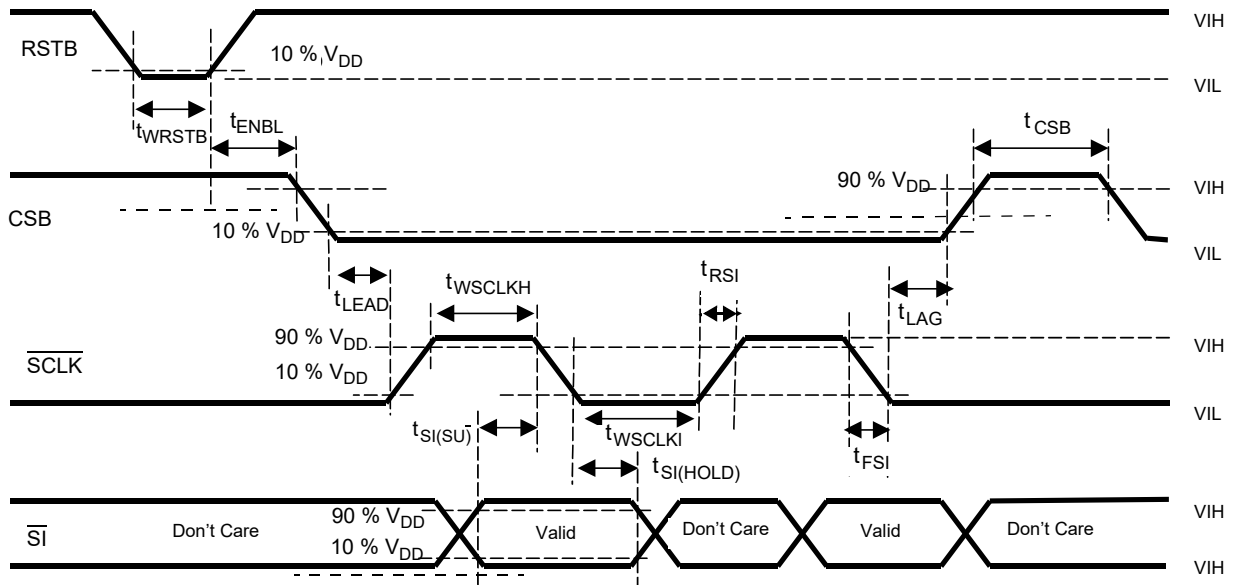 VIH
RSTB
10 % VDD
VIL
tWRSTB
tENBL
tCSB
90 % VDD
VIH
CSB
10 % VDD
VIL
tLEAD
tWSCLKH
tRSI
tLAG
90 % VDD
VIH
SCLK
10 % VDD
VIL
tSI(SU)
tWSCLKI
tFSI
tSI(HOLD)
VIH
90 % VDD
SI
Don't Care
Valid
Don't Care
Valid
Don't Care
10 % VDD
VIH